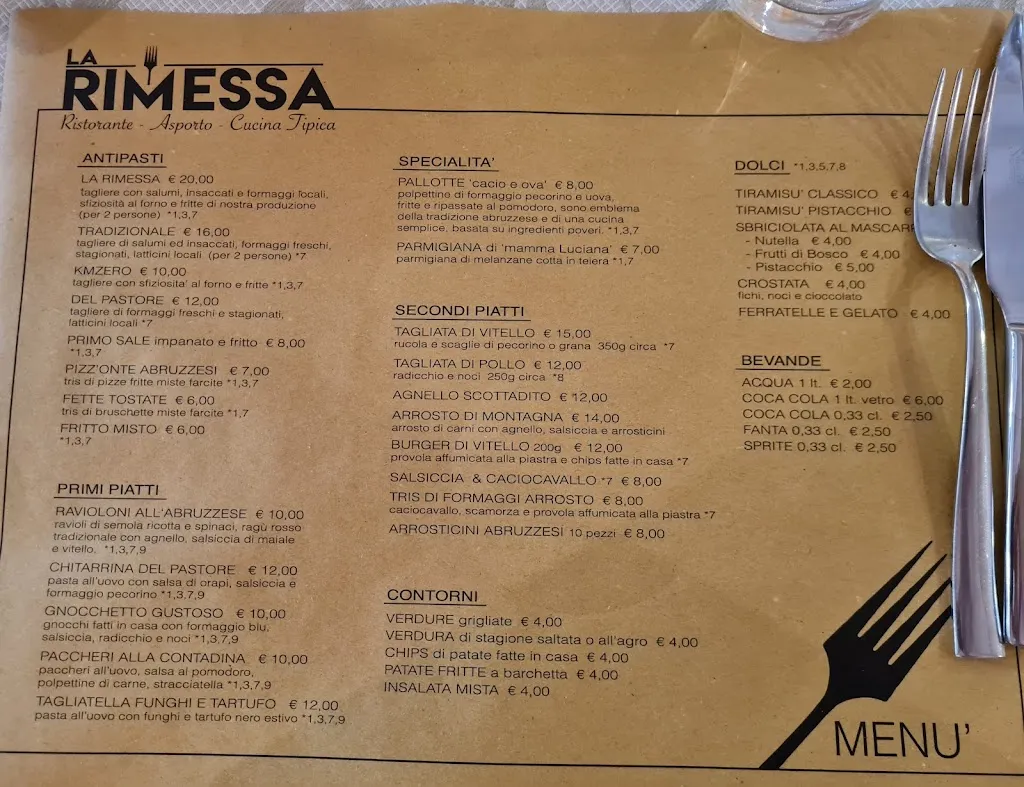 LA
RIMESSA
Ristorante - Asporto - Cucina Tipica
ANTIPASTI
LA RIMESSA € 20,00
tagliere con salumi, insaccati e formaggi locali,
sfiziosità al forno e fritte di nostra produzione
(per 2 persone) *1,3,7
TRADIZIONALE € 16,00
tagliere di salumi ed insaccati, formaggi freschi,
stagionati, latticini locali (per 2 persone) *7
KMZERO € 10,00
tagliere con sfiziosita' al forno e fritte *1,3,7
DEL PASTORE € 12,00
tagliere di formaggi freschi e stagionati,
latticini locali *7
PRIMO SALE impanato e fritto € 8,00
*1,3,7
PIZZ'ONTE ABRUZZESI € 7,00
tris di pizze fritte miste farcite *1,3,7
FETTE TOSTATE € 6,00
tris di bruschette miste farcite *1,7
FRITTO MISTO € 6,00
*1,3,7
PRIMI PIATTI
RAVIOLONI ALL'ABRUZZESE € 10,00
ravioli di semola ricotta e spinaci, ragù rosso
tradizionale con agnello, salsiccia di maiale
e vitello, *1,3,7,9
CHITARRINA DEL PASTORE € 12,00
pasta all'uovo con salsa di orapi, salsiccia e
formaggio pecorino *1,3,7,9
GNOCCHETTO GUSTOSO € 10,00
gnocchi fatti in casa con formaggio blu,
salsiccia, radicchio e noci *1,3,7,9
PACCHERI ALLA CONTADINA € 10,00
paccheri all'uovo, salsa al pomodoro,
polpettine di carne, stracciatella *1,3,7,9
TAGLIATELLA FUNGHI E TARTUFO € 12,00
pasta all'uovo con funghi e tartufo nero estivo *1,3,7,9
SPECIALITA'
PALLOTTE 'cacio e ova' € 8,00
polpettine di formaggio pecorino e uova,
fritte e ripassate al pomodoro, sono emblema
della tradizione abruzzese e di una cucina
semplice, basata su ingredienti poveri. *1,3,7
PARMIGIANA di 'mamma Luciana' € 7,00
parmigiana di melanzane cotta in teiera *1,7
SECONDI PIATTI
TAGLIATA DI VITELLO € 15,00
rucola e scaglie di pecorino o grana 350g circa *7
TAGLIATA DI POLLO € 12,00
radicchio e noci 250g circa *8
AGNELLO SCOTTADITO € 12,00
ARROSTO DI MONTAGNA € 14,00
arrosto di carni con agnello, salsiccia e arrosticini
BURGER DI VITELLO 200g € 12,00
provola affumicata alla piastra e chips fatte in casa *7
SALSICCIA & CACIOCAVALLO *7 € 8,00
TRIS DI FORMAGGI ARROSTO € 8,00
caciocavallo, scamorza e provola affumicata alla piastra *7
ARROSTICINI ABRUZZESI 10 pezzi € 8,00
CONTORNI
VERDURE grigliate € 4,00
VERDURA di stagione saltata o all'agro € 4,00
CHIPS di patate fatte in casa € 4,00
PATATE FRITTE a barchetta € 4,00
INSALATA MISTA € 4,00
DOLCI *1,3,5,7,8
TIRAMISU' CLASSICO €
TIRAMISU' PISTACCHIO €
SBRICIOLATA AL
- Nutella € 4,00
- Frutti di Bosco € 4,00
- Pistacchio € 5,00
CROSTATA € 4,00
fichi, noci e cioccolato
FERRATELLE E GELATO € 4,00
BEVANDE
ACQUA 1 lt. € 2,00
COCA COLA 1 lt. vetro € 6,00
COCA COLA 0,33 cl. € 2,50
FANTA 0,33 cl. € 2,50
SPRITE 0,33 cl. € 2,50
MENU'